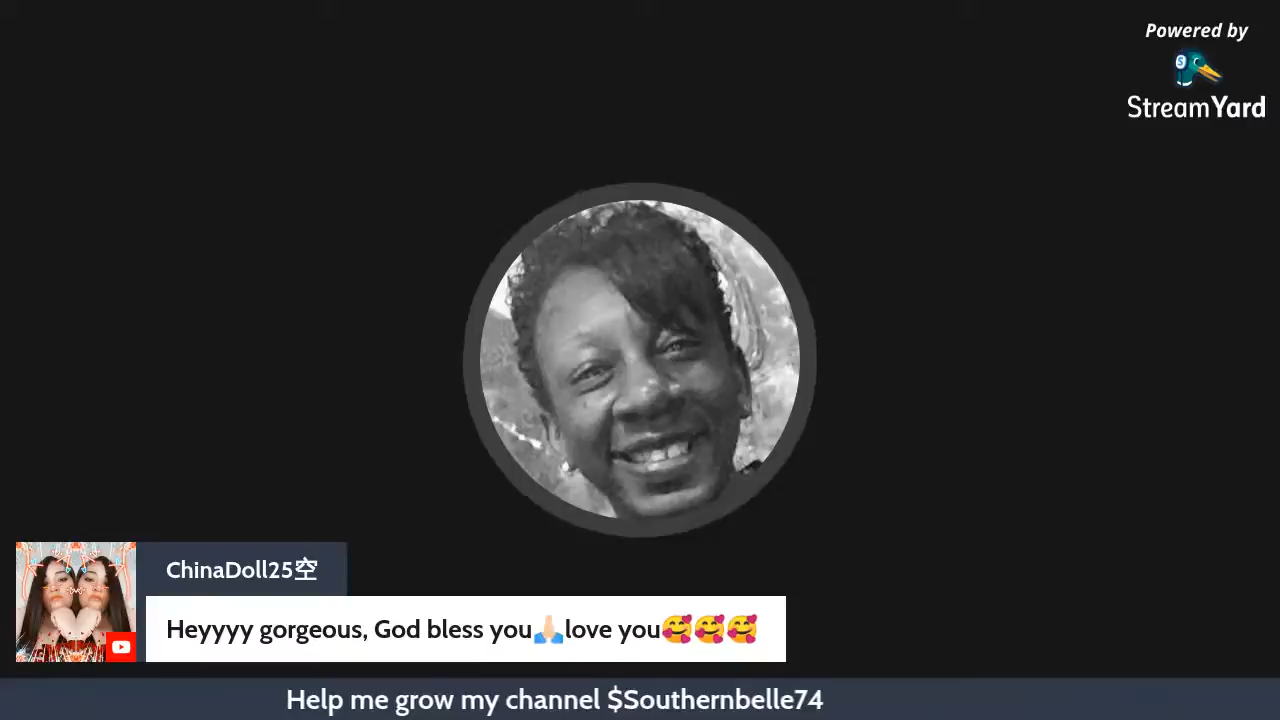 Powered by
StreamYard
ChinaDoll25空
Heyyyy gorgeous, God bless you🙏🏼love you🥰🥰🥰
Help me grow my channel $Southernbelle74